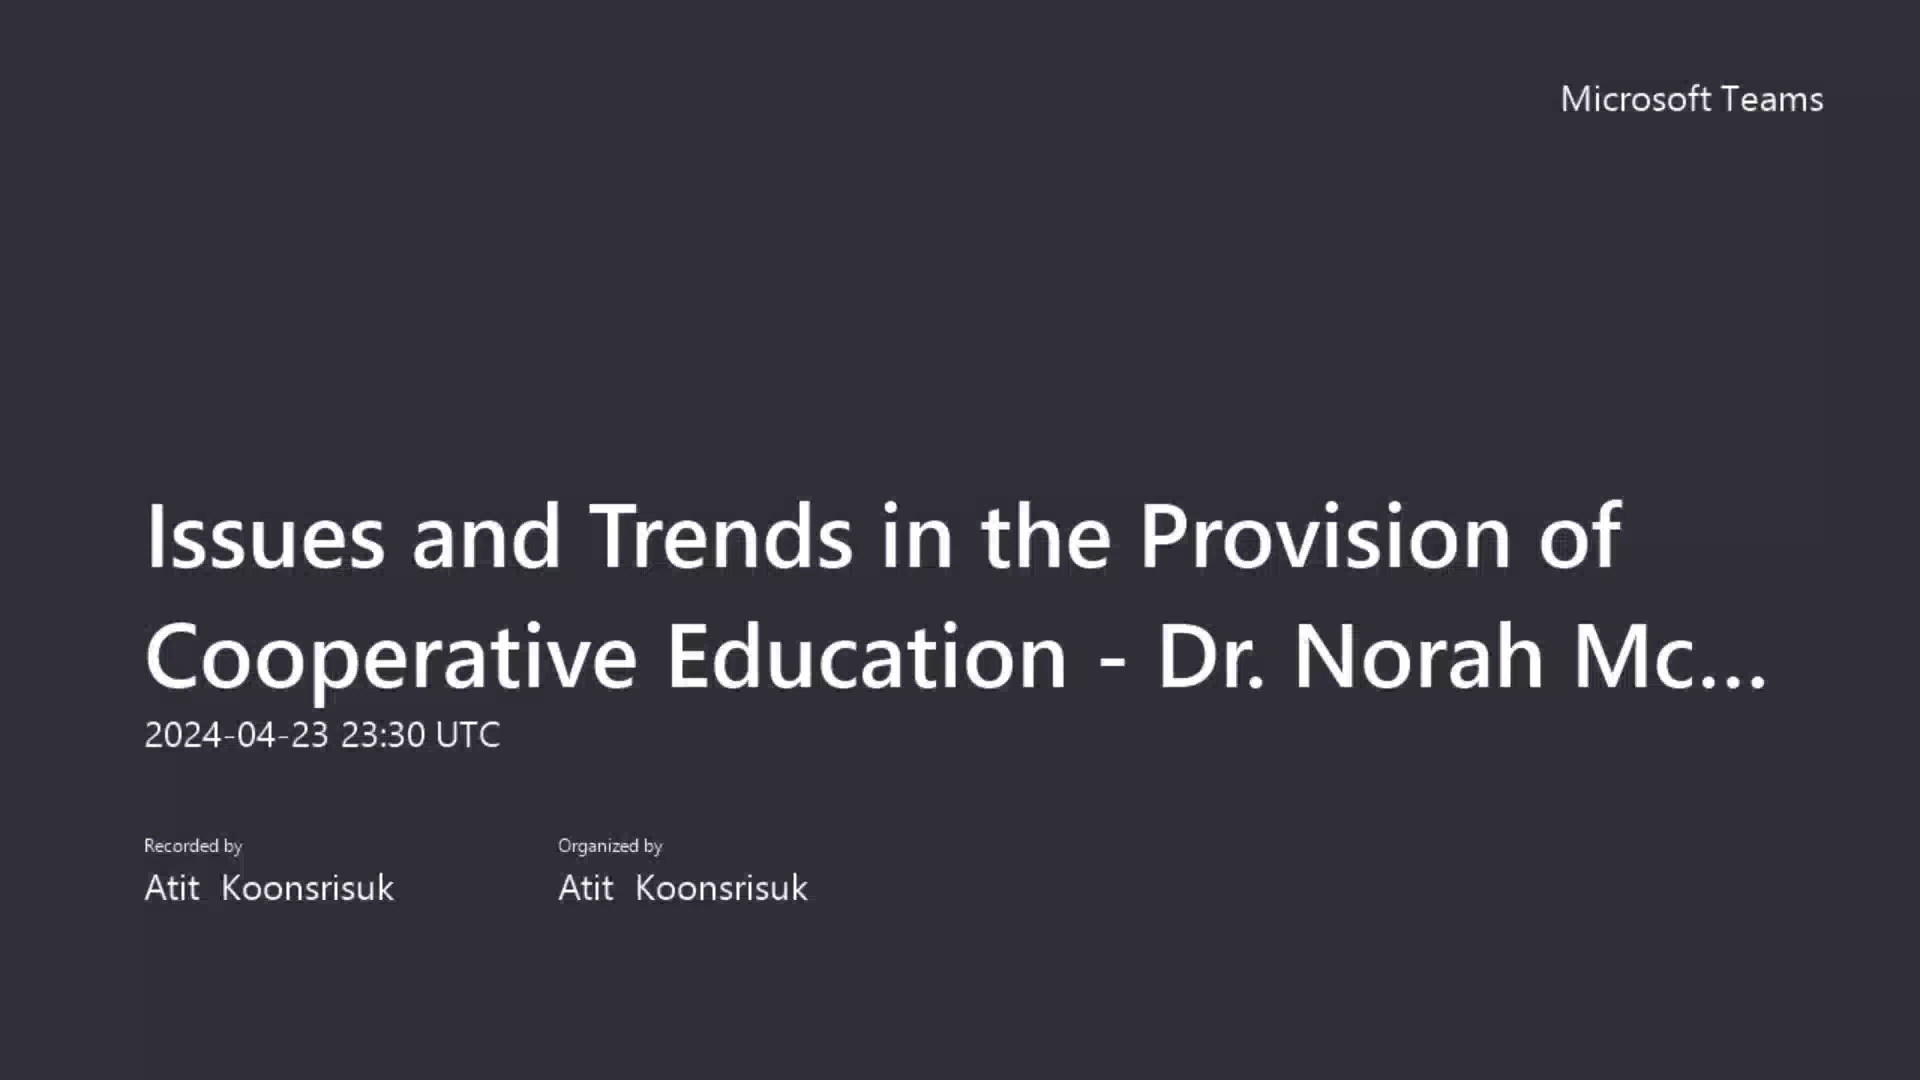 Microsoft Teams
Issues and Trends in the Provision of
Cooperative Education - Dr. Norah Mc...
2024-04-23 23:30 UTC
Recorded by
Organized by
Atit  Koonsrisuk
Atit  Koonsrisuk